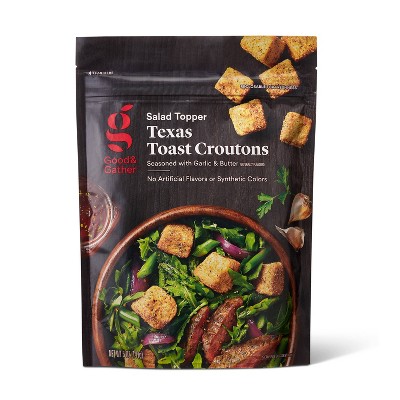 g
Good&
Gather
Salad Topper
Texas
Toast Croutons
Seasoned with Garlic & Butter
No Artificial Flavors or Synthetic Colors